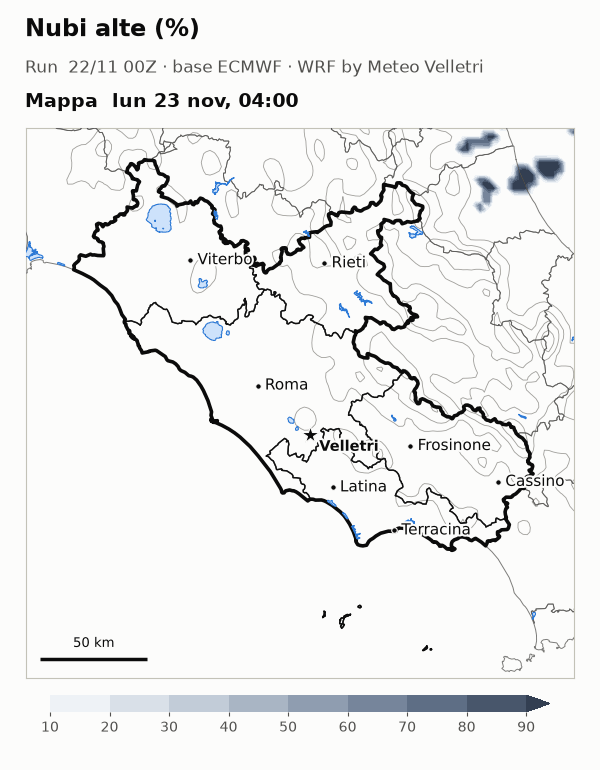 Nubi alte (%)
Run  22/11 00Z · base ECMWF · WRF by Meteo Velletri
Mappa  lun 23 nov, 04:00
Viterbo
Rieti
Roma
Velletri
Frosinone
Latina
Cassino
Terracina
50 km
10 20 30 40 50 60 70 80 90